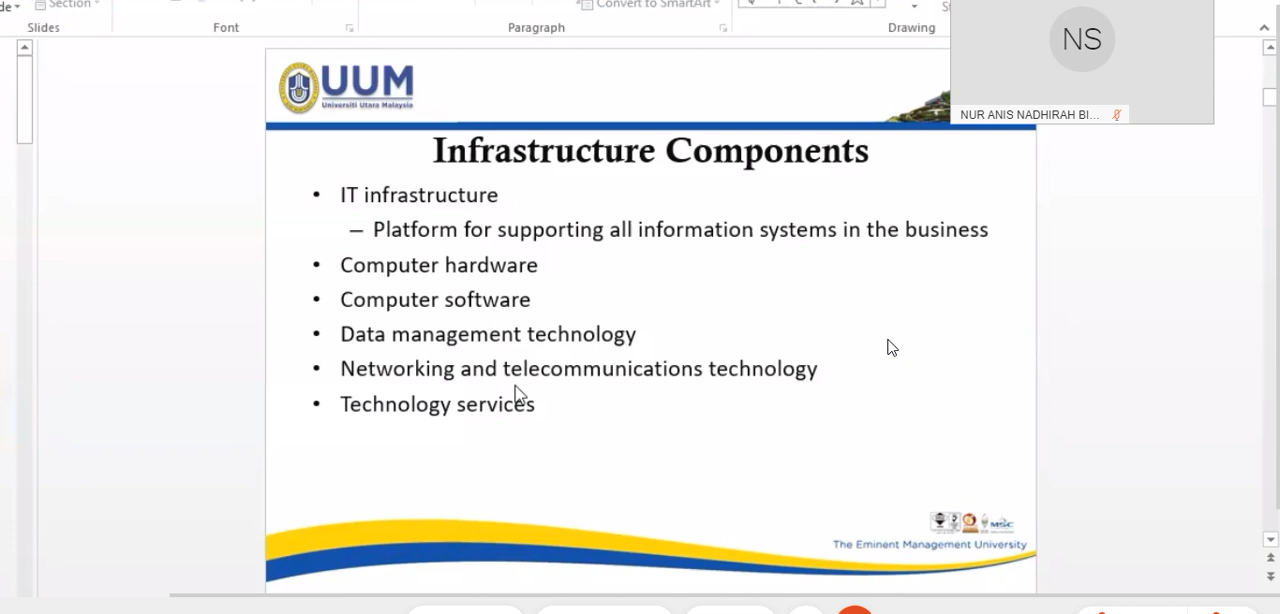 de
Section
Convert to SmartArt
Slides
Font
Paragraph
Drawing
NS
NUR ANIS NADHIRAH BI...
UUM
Universiti Utara Malaysia
Infrastructure Components
• IT infrastructure
– Platform for supporting all information systems in the business
• Computer hardware
• Computer software
• Data management technology
• Networking and telecommunications technology
• Technology services
MSC
The Eminent Management University